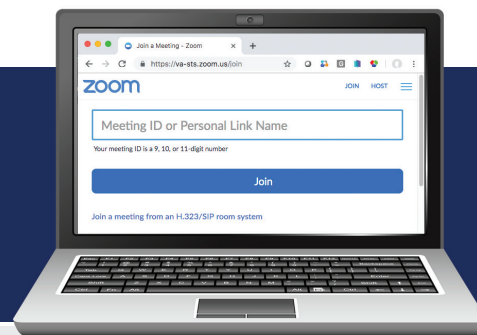 Join a Meeting - Zoom
https://va-sts.zoom.us/join
zoom
JOIN HOST
Meeting ID or Personal Link Name
Your meeting ID is a 9, 10, or 11-digit number
Join
Join a meeting from an H.323/SIP room system